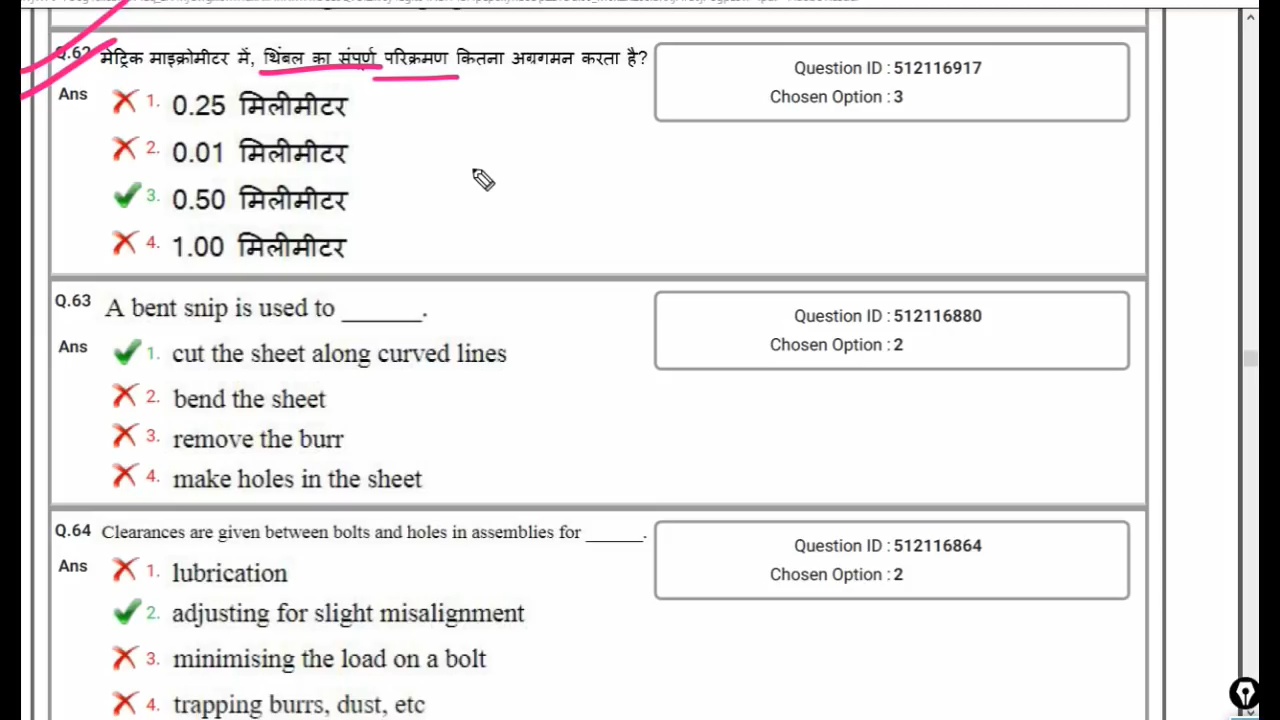 Q.62 मेट्रिक माइक्रोमीटर में, थिंबल का संपूर्ण परिक्रमण कितना अग्रगमन करता है?
Question ID : 512116917
Chosen Option : 3
Ans
1. 0.25 मिलीमीटर
2. 0.01 मिलीमीटर
3. 0.50 मिलीमीटर
4. 1.00 मिलीमीटर
Q.63 A bent snip is used to ______.
Question ID : 512116880
Chosen Option : 2
Ans
1. cut the sheet along curved lines
2. bend the sheet
3. remove the burr
4. make holes in the sheet
Q.64 Clearances are given between bolts and holes in assemblies for ______.
Question ID : 512116864
Chosen Option : 2
Ans
1. lubrication
2. adjusting for slight misalignment
3. minimising the load on a bolt
4. trapping burrs, dust, etc